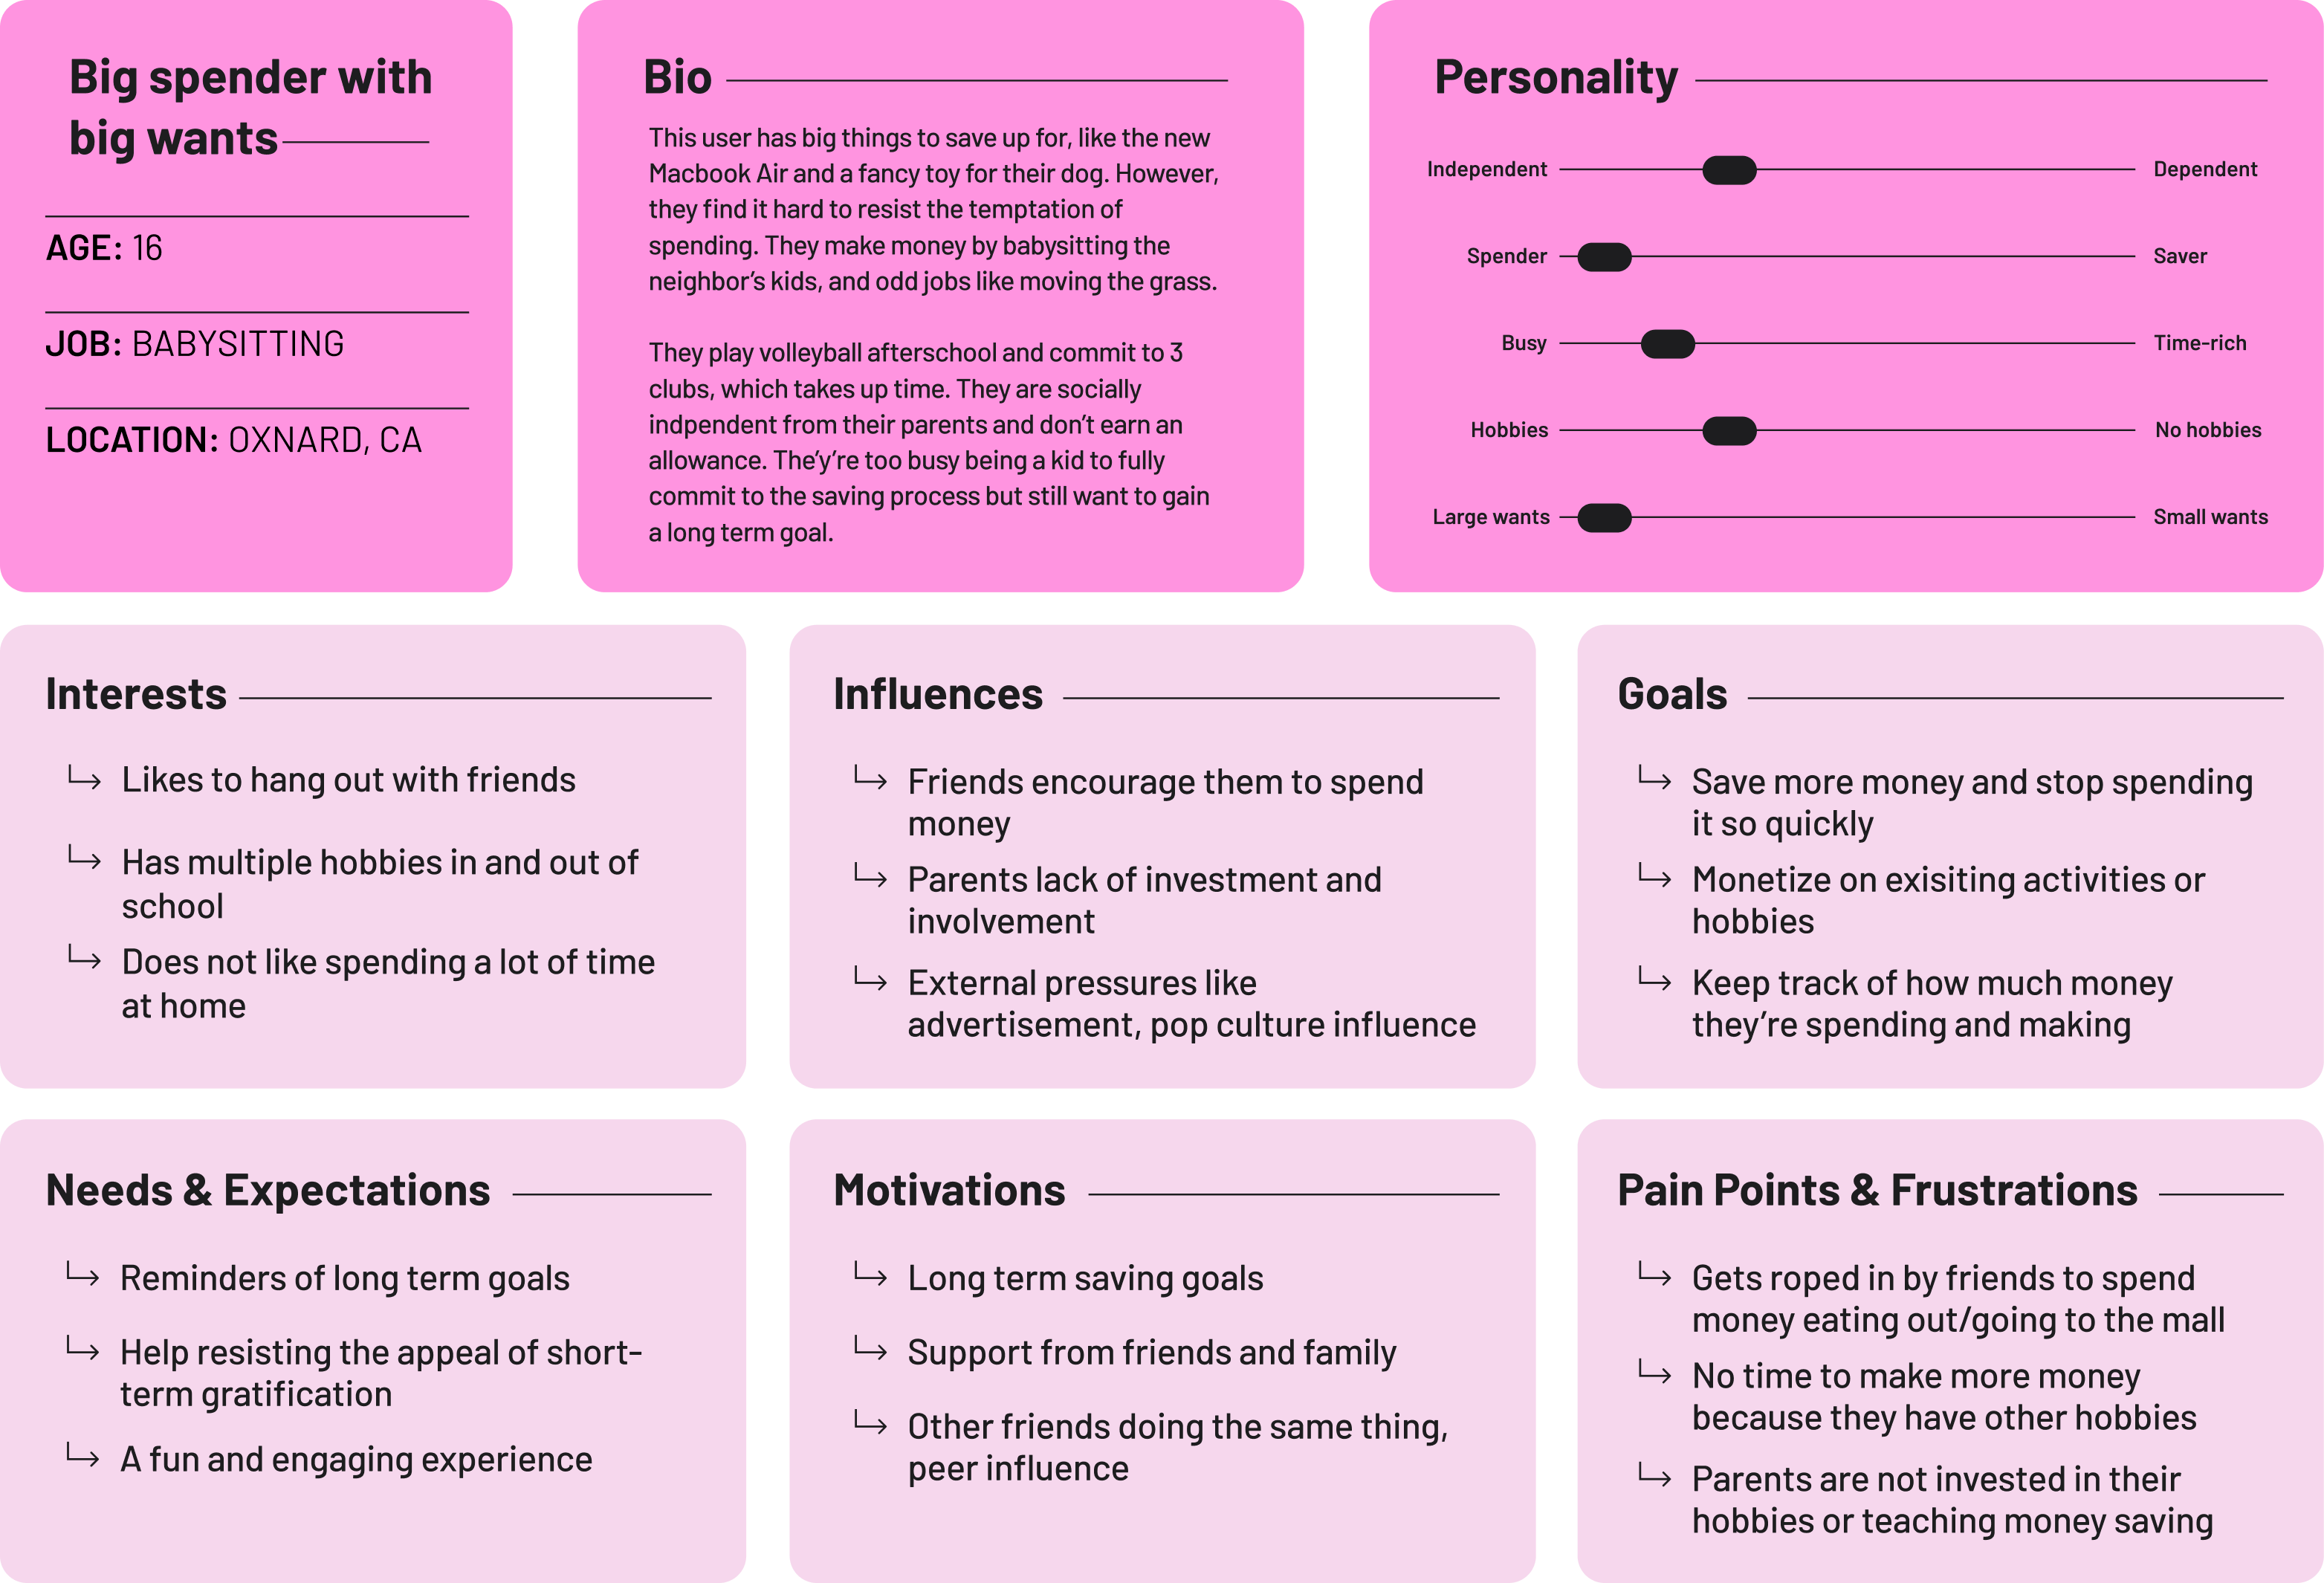 Big spender with
big wants
AGE: 16
JOB: BABYSITTING
LOCATION: OXNARD, CA
Bio
This user has big things to save up for, like the new
Macbook Air and a fancy toy for their dog. However,
they find it hard to resist the temptation of
spending. They make money by babysitting the
neighbor’s kids, and odd jobs like moving the grass.
They play volleyball afterschool and commit to 3
clubs, which takes up time. They are socially
indpendent from their parents and don’t earn an
allowance. The’y’re too busy being a kid to fully
commit to the saving process but still want to gain
a long term goal.
Personality
Independent Dependent
Spender Saver
Busy Time-rich
Hobbies No hobbies
Large wants Small wants
Interests
Likes to hang out with friends
Has multiple hobbies in and out of
school
Does not like spending a lot of time
at home
Influences
Friends encourage them to spend
money
Parents lack of investment and
involvement
External pressures like
advertisement, pop culture influence
Goals
Save more money and stop spending
it so quickly
Monetize on exisiting activities or
hobbies
Keep track of how much money
they’re spending and making
Needs & Expectations
Reminders of long term goals
Help resisting the appeal of short-
term gratification
A fun and engaging experience
Motivations
Long term saving goals
Support from friends and family
Other friends doing the same thing,
peer influence
Pain Points & Frustrations
Gets roped in by friends to spend
money eating out/going to the mall
No time to make more money
because they have other hobbies
Parents are not invested in their
hobbies or teaching money saving